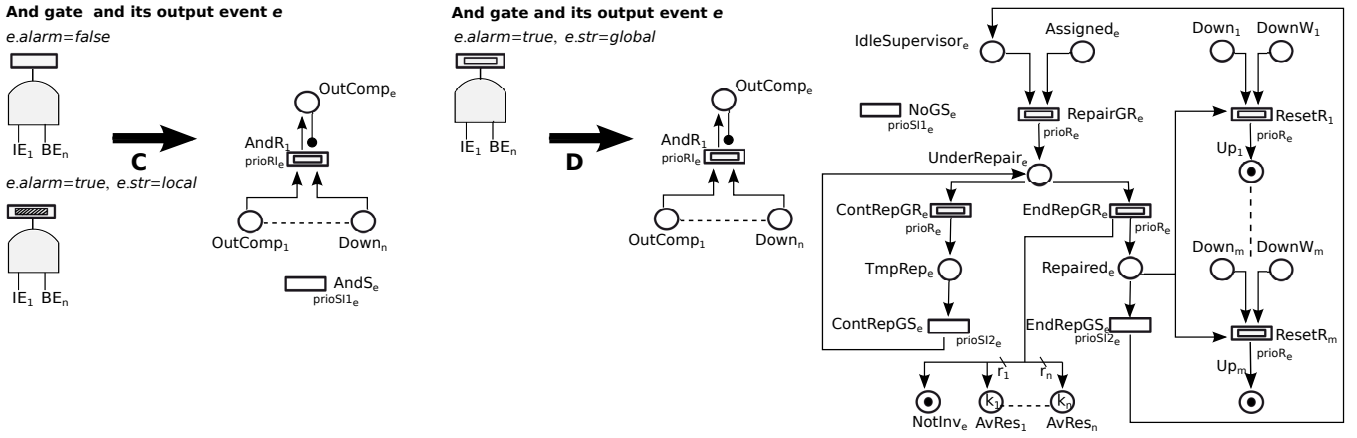 And gate and its output event e
e.alarm=false
IE1 BEn
C
e.alarm=true, e.str=local
IE1 BEn
OutCompe
AndR1
prioRIe
OutComp1
Downn
AndSe
prioSI1e
And gate and its output event e
e.alarm=true, e.str=global
IE1 BEn
D
OutCompe
AndR1
prioRIe
OutComp1
Downn
IdleSupervisore
Assignede
NoGSe
prioSI1e
RepairGRe
prioRe
UnderRepaire
ContRepGRe
prioRe
EndRepGRe
prioRe
TmpRepe
Repairede
ContRepGSe
prioSI2e
EndRepGSe
prioSI2e
r1
rn
k1
kn
NotInve
AvRes1
AvResn
Down1
DownW1
ResetR1
prioRe
Up1
Downm
DownWm
ResetRm
prioRe
Upm